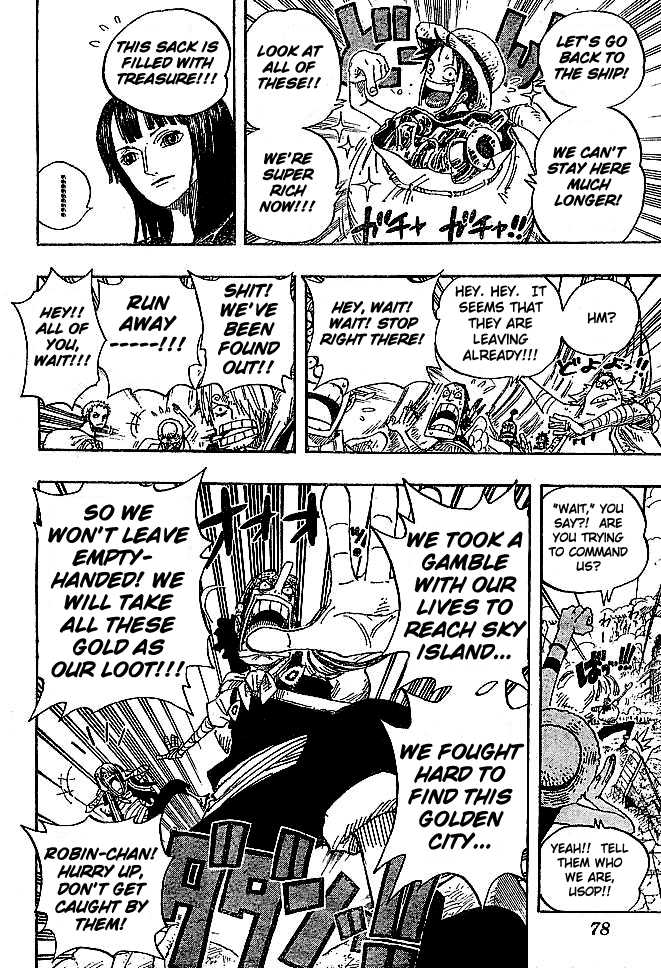 LET'S GO
BACK TO
THE SHIP!
WE CAN'T
STAY HERE
MUCH
LONGER!
LOOK AT
ALL OF
THESE!!
WE'RE
SUPER
RICH
NOW!!!
ガチャ ガチャ!!
THIS SACK IS
FILLED WITH
TREASURE!!!
HM?
HEY. HEY. IT
SEEMS THAT
THEY ARE
LEAVING
ALREADY!!!
HEY, WAIT!
WAIT! STOP
RIGHT THERE!
SHIT!
WE'VE
BEEN
FOUND
OUT!!
RUN
AWAY
-----!!!
HEY!!
ALL OF
YOU,
WAIT!!!
"WAIT," YOU
SAY?! ARE
YOU TRYING
TO COMMAND
US?
YEAH!! TELL
THEM WHO
WE ARE,
USOP!!
WE TOOK A
GAMBLE
WITH OUR
LIVES TO
REACH SKY
ISLAND...
WE FOUGHT
HARD TO
FIND THIS
GOLDEN
CITY...
SO WE
WON'T LEAVE
EMPTY-
HANDED! WE
WILL TAKE
ALL THESE
GOLD AS
OUR LOOT!!!
ROBIN-CHAN!
HURRY UP,
DON'T GET
CAUGHT BY
THEM!
78